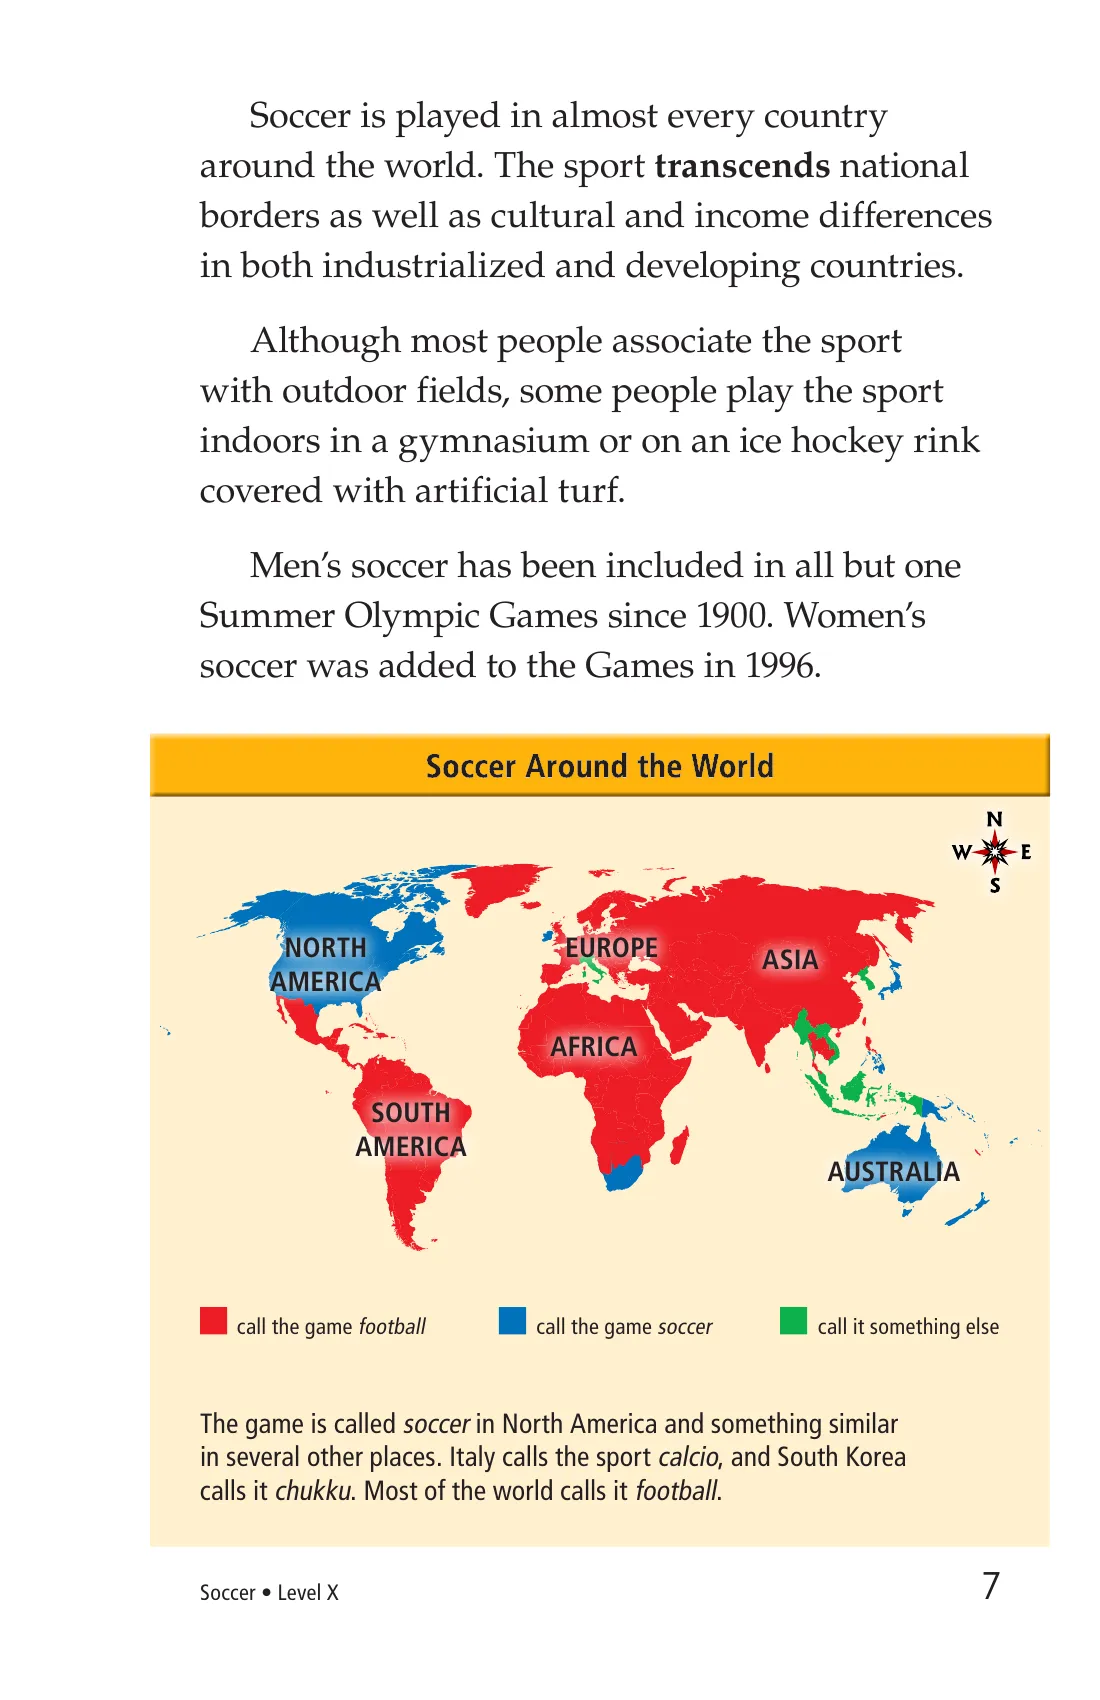 Soccer is played in almost every country
around the world. The sport transcends national
borders as well as cultural and income differences
in both industrialized and developing countries.
Although most people associate the sport
with outdoor fields, some people play the sport
indoors in a gymnasium or on an ice hockey rink
covered with artificial turf.
Men’s soccer has been included in all but one
Summer Olympic Games since 1900. Women’s
soccer was added to the Games in 1996.
Soccer Around the World
N
W E
S
NORTH
AMERICA
EUROPE
ASIA
AFRICA
SOUTH
AMERICA
AUSTRALIA
call the game football
call the game soccer
call it something else
The game is called soccer in North America and something similar
in several other places. Italy calls the sport calcio, and South Korea
calls it chukku. Most of the world calls it football.
Soccer • Level X
7